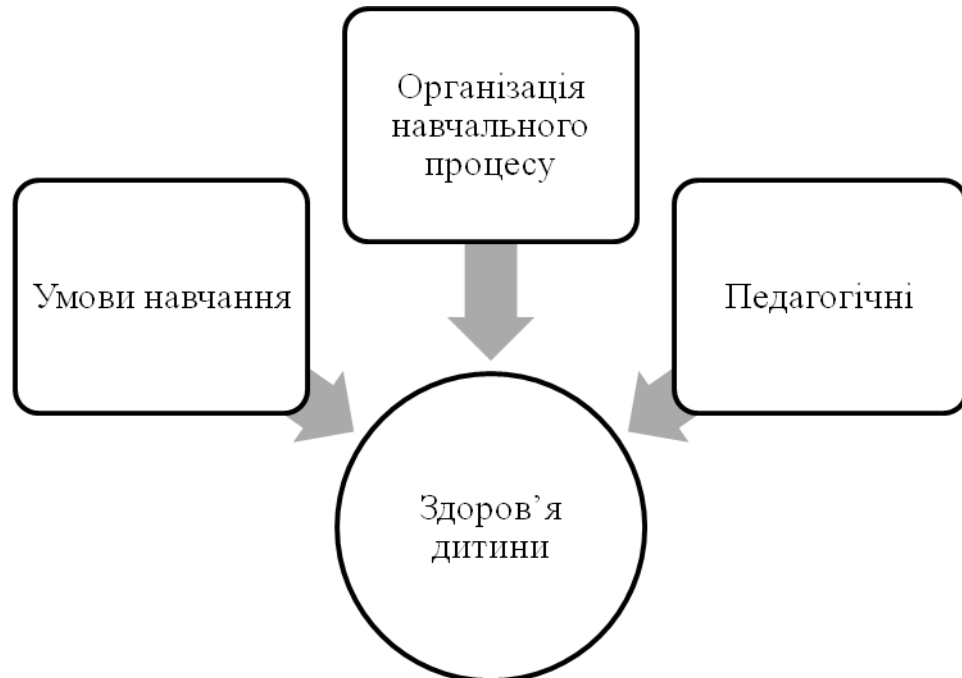 Організація
навчального
процесу
Умови навчання
Педагогічні
Здоров’я
дитини